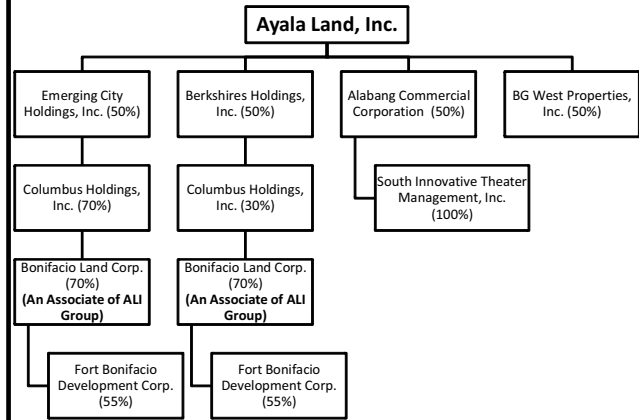 Ayala Land, Inc.
Emerging City
Holdings, Inc. (50%)
Berkshires Holdings,
Inc. (50%)
Alabang Commercial
Corporation (50%)
BG West Properties,
Inc. (50%)
Columbus Holdings,
Inc. (70%)
Columbus Holdings,
Inc. (30%)
South Innovative Theater
Management, Inc.
(100%)
Bonifacio Land Corp.
(70%)
(An Associate of ALI
Group)
Bonifacio Land Corp.
(70%)
(An Associate of ALI
Group)
Fort Bonifacio
Development Corp.
(55%)
Fort Bonifacio
Development Corp.
(55%)